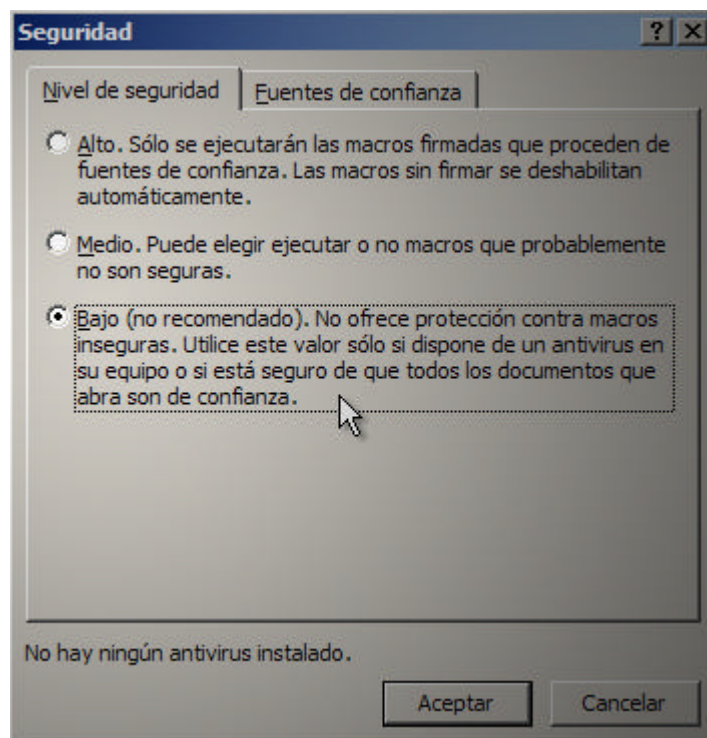 Seguridad
Nivel de seguridad
Fuentes de confianza
Alto. Sólo se ejecutarán las macros firmadas que proceden de
fuentes de confianza. Las macros sin firmar se deshabilitan
automáticamente.
Medio. Puede elegir ejecutar o no macros que probablemente
no son seguras.
Bajo (no recomendado). No ofrece protección contra macros
inseguras. Utilice este valor sólo si dispone de un antivirus en
su equipo o si está seguro de que todos los documentos que
abra son de confianza.
No hay ningún antivirus instalado.
Aceptar
Cancelar